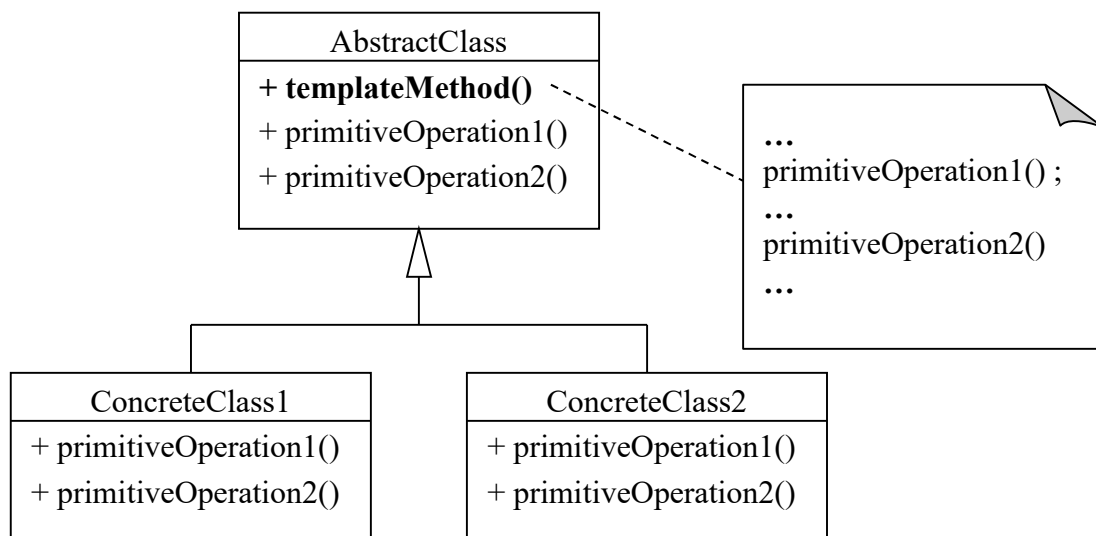 AbstractClass
+ templateMethod()
+ primitiveOperation1()
+ primitiveOperation2()
...
primitiveOperation1() ;
...
primitiveOperation2()
...
ConcreteClass1
+ primitiveOperation1()
+ primitiveOperation2()
ConcreteClass2
+ primitiveOperation1()
+ primitiveOperation2()